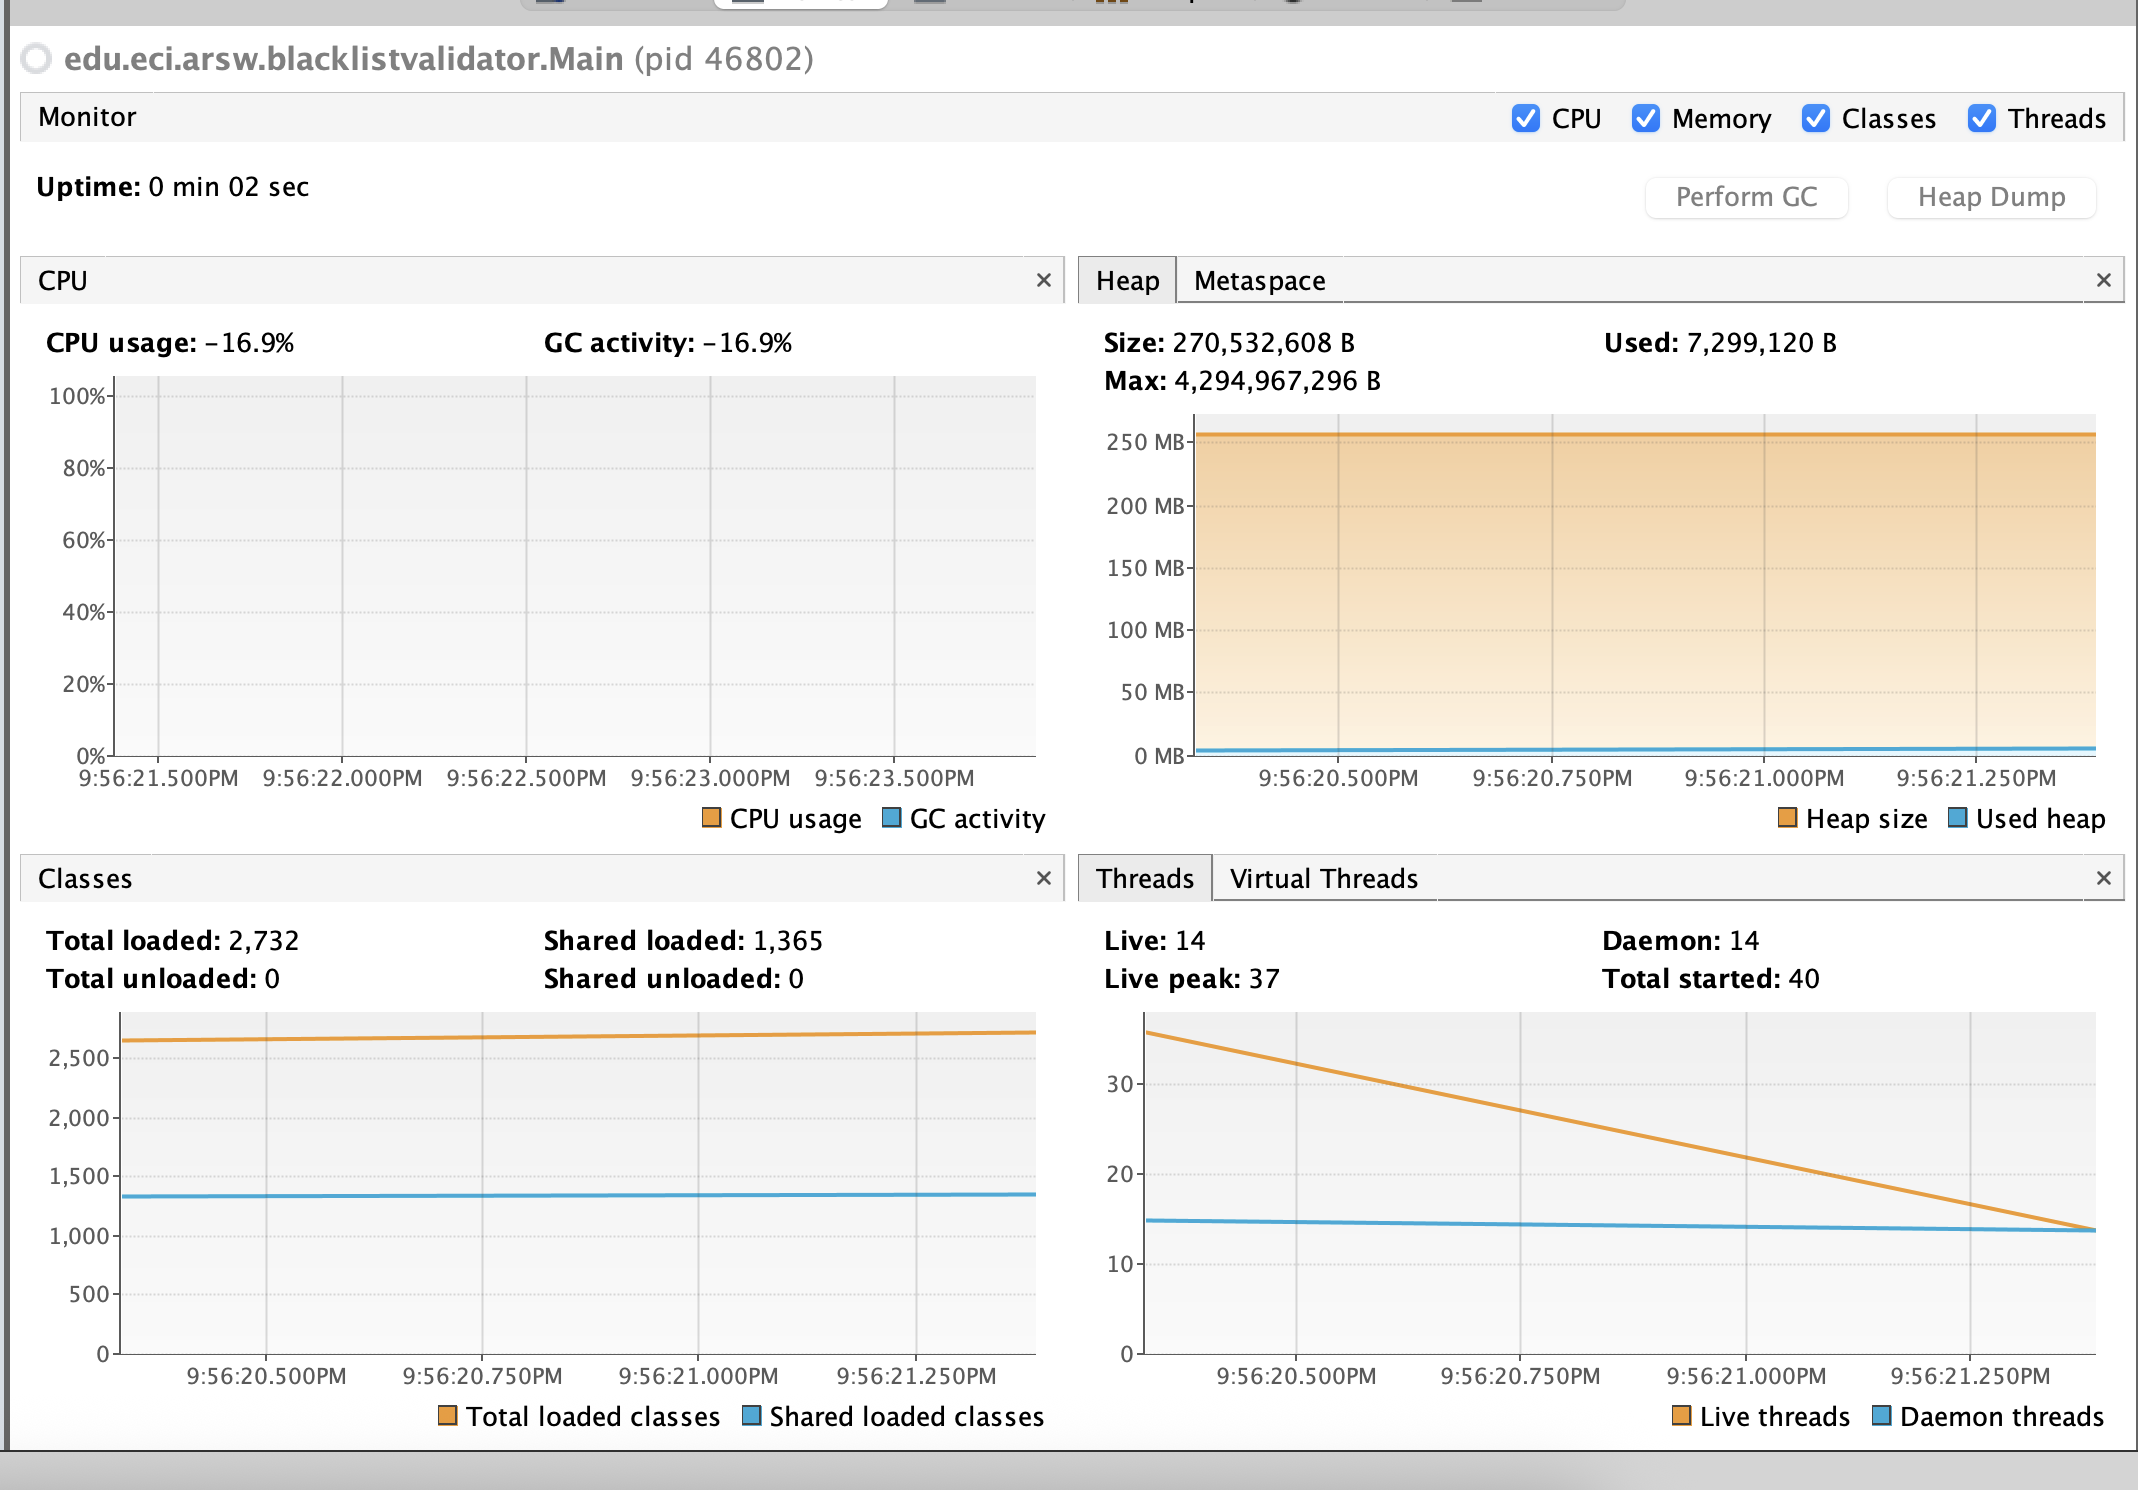 edu.eci.arsw.blacklistvalidator.Main (pid 46802)
Monitor
CPU Memory Classes Threads
Uptime: 0 min 02 sec
Perform GC Heap Dump
CPU
CPU usage: –16.9% GC activity: –16.9%
100%
80%
60%
40%
20%
0%
9:56:21.500PM 9:56:22.000PM 9:56:22.500PM 9:56:23.000PM 9:56:23.500PM
CPU usage GC activity
Heap Metaspace
Size: 270,532,608 B Used: 7,299,120 B
Max: 4,294,967,296 B
250 MB
200 MB
150 MB
100 MB
50 MB
0 MB
9:56:20.500PM 9:56:20.750PM 9:56:21.000PM 9:56:21.250PM
Heap size Used heap
Classes
Total loaded: 2,732 Shared loaded: 1,365
Total unloaded: 0 Shared unloaded: 0
2,500
2,000
1,500
1,000
500
0
9:56:20.500PM 9:56:20.750PM 9:56:21.000PM 9:56:21.250PM
Total loaded classes Shared loaded classes
Threads Virtual Threads
Live: 14 Daemon: 14
Live peak: 37 Total started: 40
30
20
10
0
9:56:20.500PM 9:56:20.750PM 9:56:21.000PM 9:56:21.250PM
Live threads Daemon threads